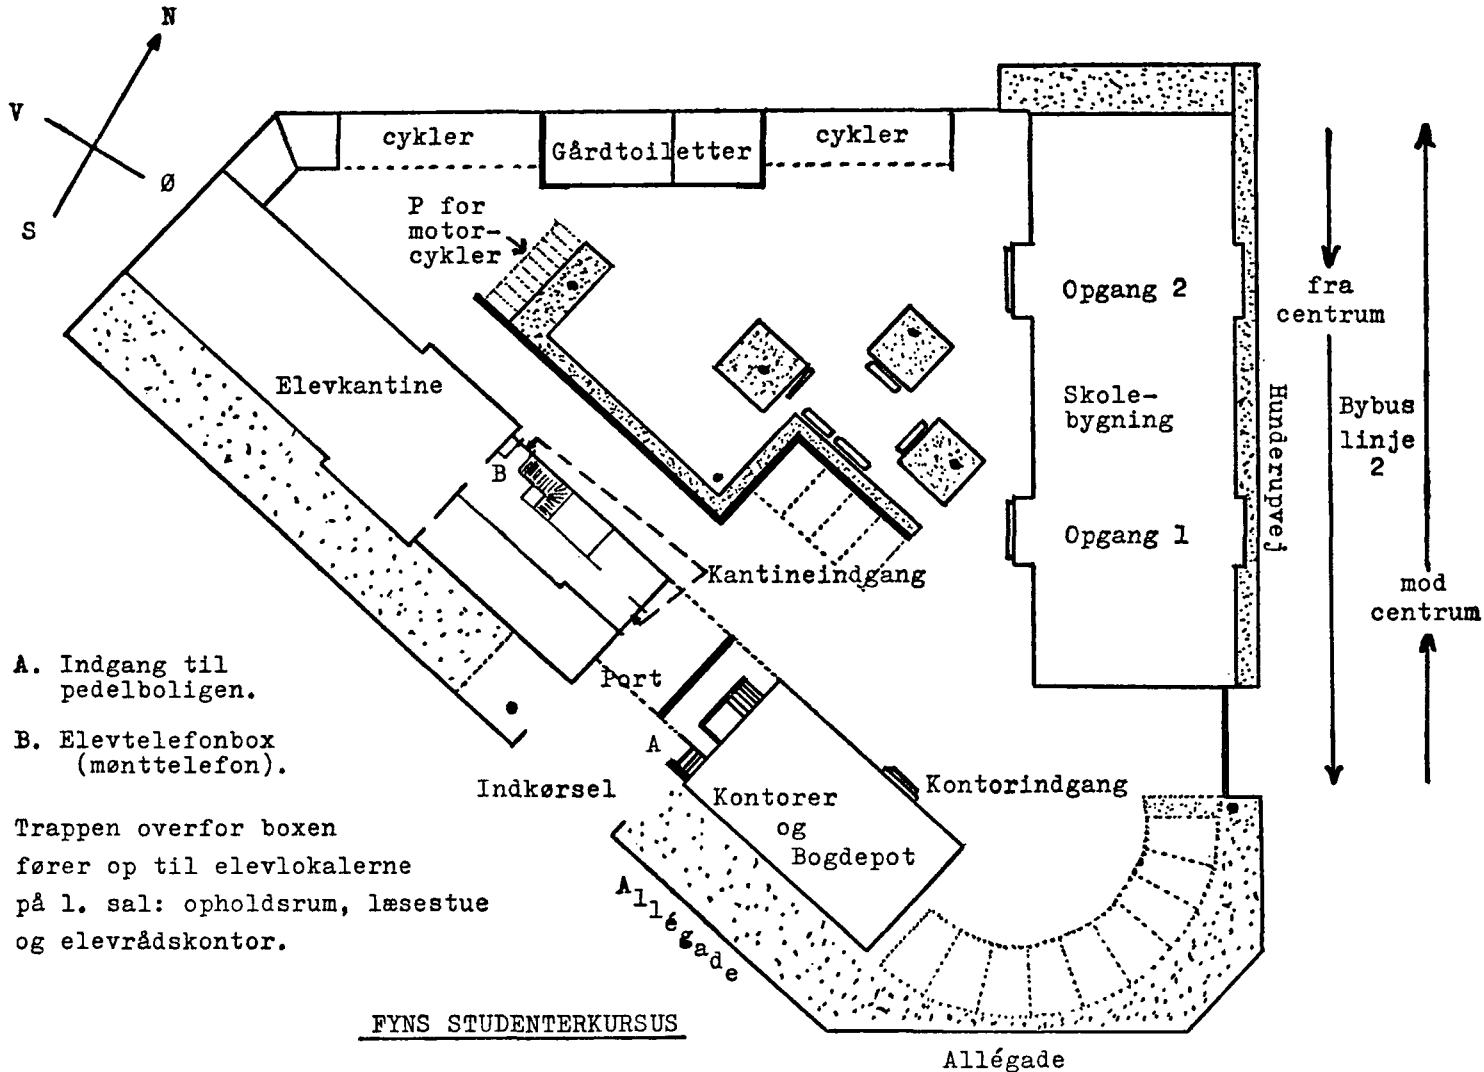 N
V
Ø
S
cykler
Gårdtoiletter
cykler
P for
motor-
cykler
Opgang 2
fra
centrum
Elevkantine
Skole-
bygning
Hunderupvej
Bybus
linje
2
B
Opgang 1
Kantineindgang
mod
centrum
A. Indgang til
pedelboligen.
Port
B. Elevtelefonbox
(mønttelefon).
A
Indkørsel
Kontorindgang
Kontorer
og
Bogdepot
Trappen overfor boxen
fører op til elevlokalerne
på 1. sal: opholdsrum, læsestue
og elevrådskontor.
Allégade
FYNS STUDENTERKURSUS
Allégade